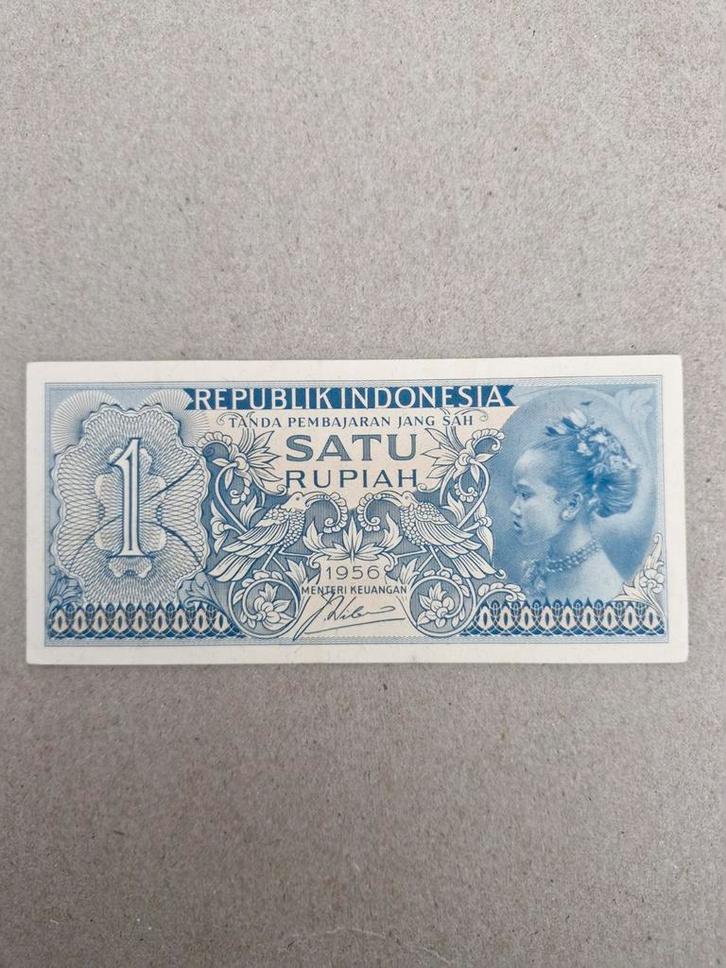 REPUBLIK INDONESIA
TANDA PEMBAJARAN JANG SAH
SATU
RUPIAH
1
1956
MENTERI KEUANGAN